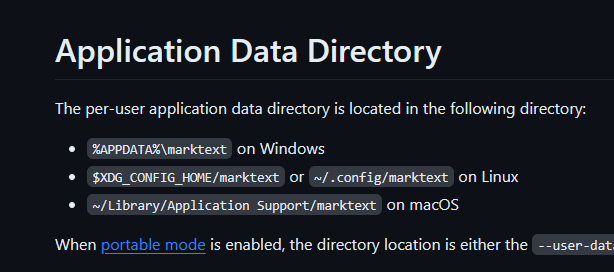 Application Data Directory
The per-user application data directory is located in the following directory:
• %APPDATA%\marktext on Windows
• $XDG_CONFIG_HOME/marktext or ~/.config/marktext on Linux
• ~/Library/Application Support/marktext on macOS
When portable mode is enabled, the directory location is either the --user-data